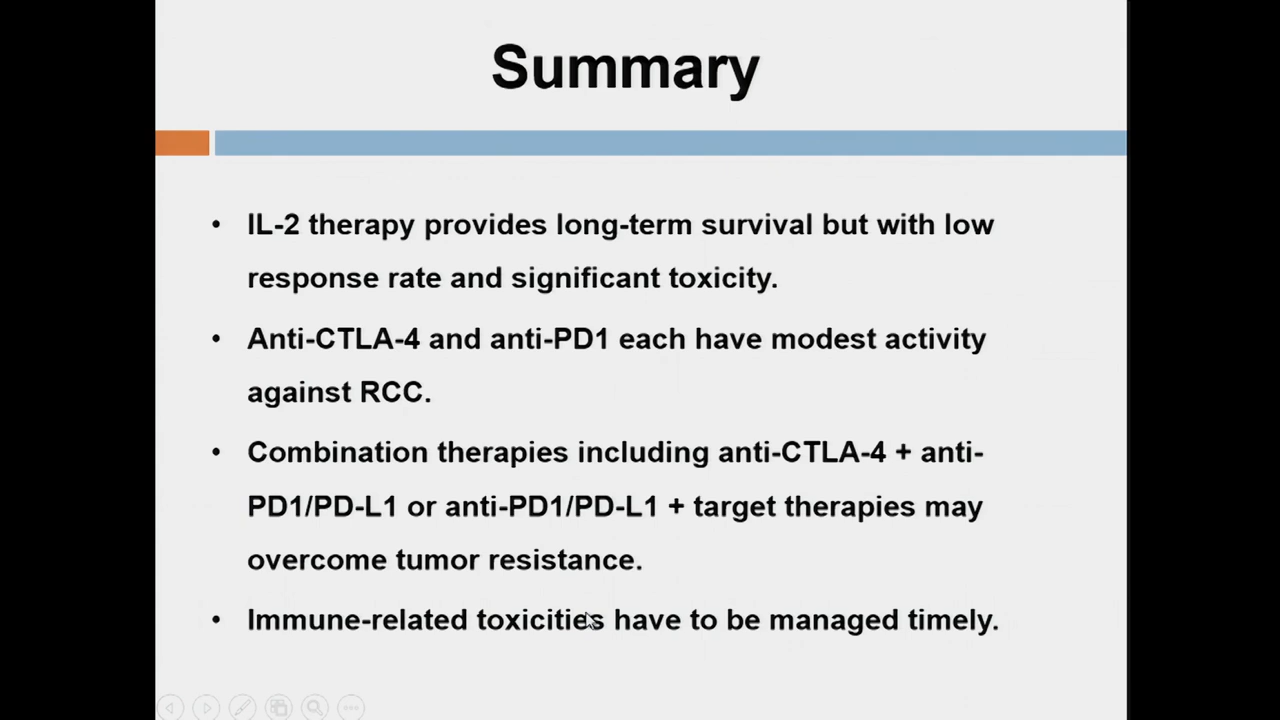 Summary
• IL-2 therapy provides long-term survival but with low
response rate and significant toxicity.
• Anti-CTLA-4 and anti-PD1 each have modest activity
against RCC.
• Combination therapies including anti-CTLA-4 + anti-
PD1/PD-L1 or anti-PD1/PD-L1 + target therapies may
overcome tumor resistance.
• Immune-related toxicities have to be managed timely.